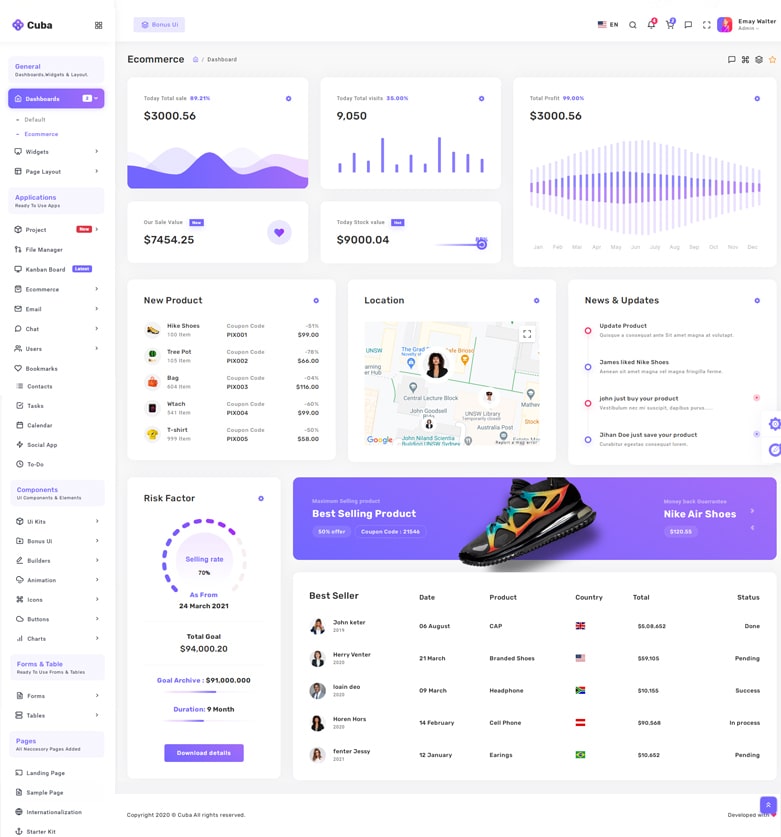 Cuba
Bonus Ui
EN
4
2
Emay Walter
Admin
General
Dashboards,Widgets & Layout.
Dashboards
2
Default
Ecommerce
Widgets
Page Layout
Applications
Ready To Use Apps
Project
New
File Manager
Kanban Board
Latest
Ecommerce
Email
Chat
Users
Bookmarks
Contacts
Tasks
Calendar
Social App
To-Do
Components
UI Components & Elements
Ui Kits
Bonus Ui
Builders
Animation
Icons
Buttons
Charts
Forms & Table
Ready To Use Froms & Tables
Forms
Tables
Pages
All Neccesory Pages Added
Landing Page
Sample Page
Internationalization
Starter Kit
Ecommerce
/ Dashboard
Today Total sale 89.21%
$3000.56
Today Total visits 35.00%
9,050
Total Profit 99.00%
$3000.56
Jan Feb Mar Apr May Jun July Aug Sep Oct Nov Dec
Our Sale Value New
$7454.25
Today Stock value Hot
$9000.04
New Product
Hike Shoes Coupon Code -51%
100 Item PIX001 $99.00
Tree Pot Coupon Code -78%
105 Item PIX002 $66.00
Bag Coupon Code -04%
604 Item PIX003 $116.00
Wtach Coupon Code -60%
541 Item PIX004 $99.00
T-shirt Coupon Code -50%
999 Item PIX005 $58.00
Location
UNSW
The Grad
Brioso
UNSW
Central Lecture Block
John Goodsell
UNSW Library
Temporarily closed
Mathew
Australia Post
John Niland Scientia
Building UNSW Sydney
Google
News & Updates
Update Product
Quisque a consequat ante Sit amet magna at volutapt.
James liked Nike Shoes
Aenean sit amet magna vel magna fringilla ferme.
john just buy your product
Vestibulum nec mi suscipit, dapibus purus.....
Jihan Doe just save your product
Curabitur egestas consequat lorem.
Risk Factor
Selling rate
70%
As From
24 March 2021
Total Goal
$94,000.20
Goal Archive : $91,000.000
Duration: 9 Month
Download details
Maximum Selling product
Best Selling Product
50% offer
Coupon Code : 21546
Money back Guarrantee
Nike Air Shoes
$120.55
Best Seller Date Product Country Total Status
John keter
2019
06 August CAP $5,08,652 Done
Herry Venter
2020
21 March Branded Shoes $59,105 Pending
loain deo
2020
09 March Headphone $10,155 Success
Horen Hors
2020
14 February Cell Phone $90,568 In process
fenter Jessy
2021
12 January Earings $10,652 Pending
Copyright 2020 © Cuba All rights reserved.
Developed with